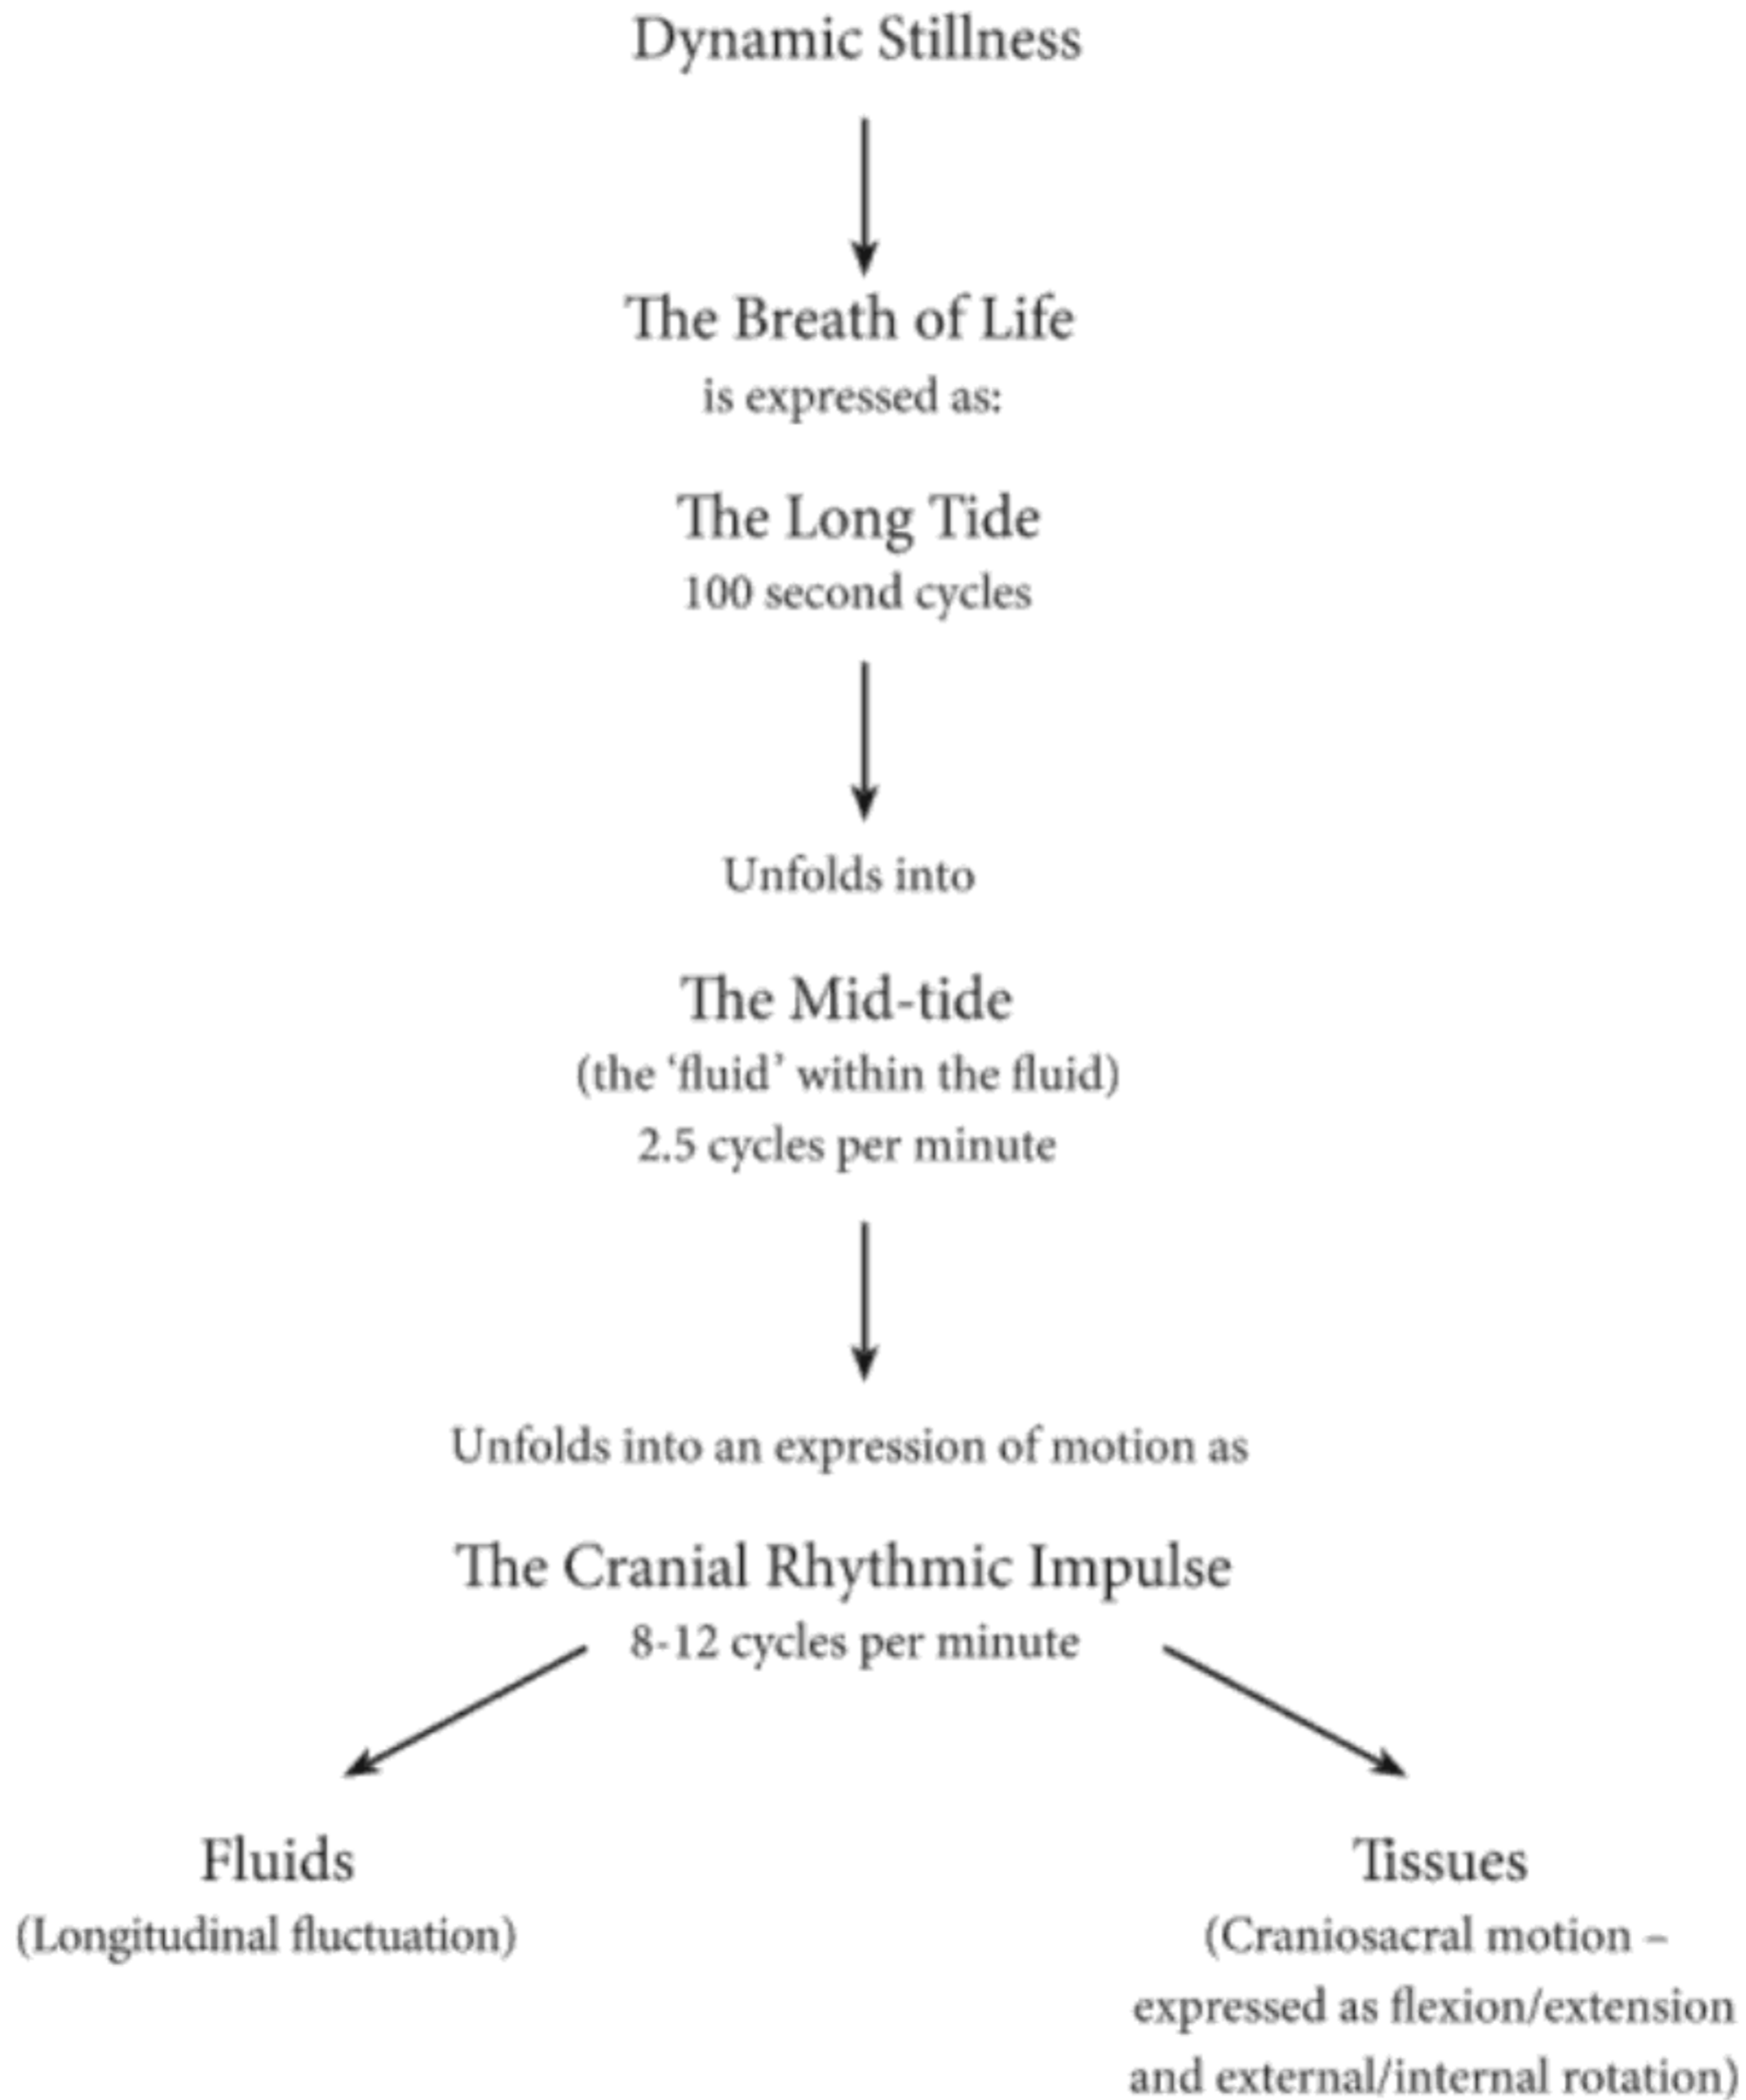 Dynamic Stillness
The Breath of Life
is expressed as:
The Long Tide
100 second cycles
Unfolds into
The Mid-tide
(the ‘fluid’ within the fluid)
2.5 cycles per minute
Unfolds into an expression of motion as
The Cranial Rhythmic Impulse
8-12 cycles per minute
Fluids
(Longitudinal fluctuation)
Tissues
(Craniosacral motion –
expressed as flexion/extension
and external/internal rotation)